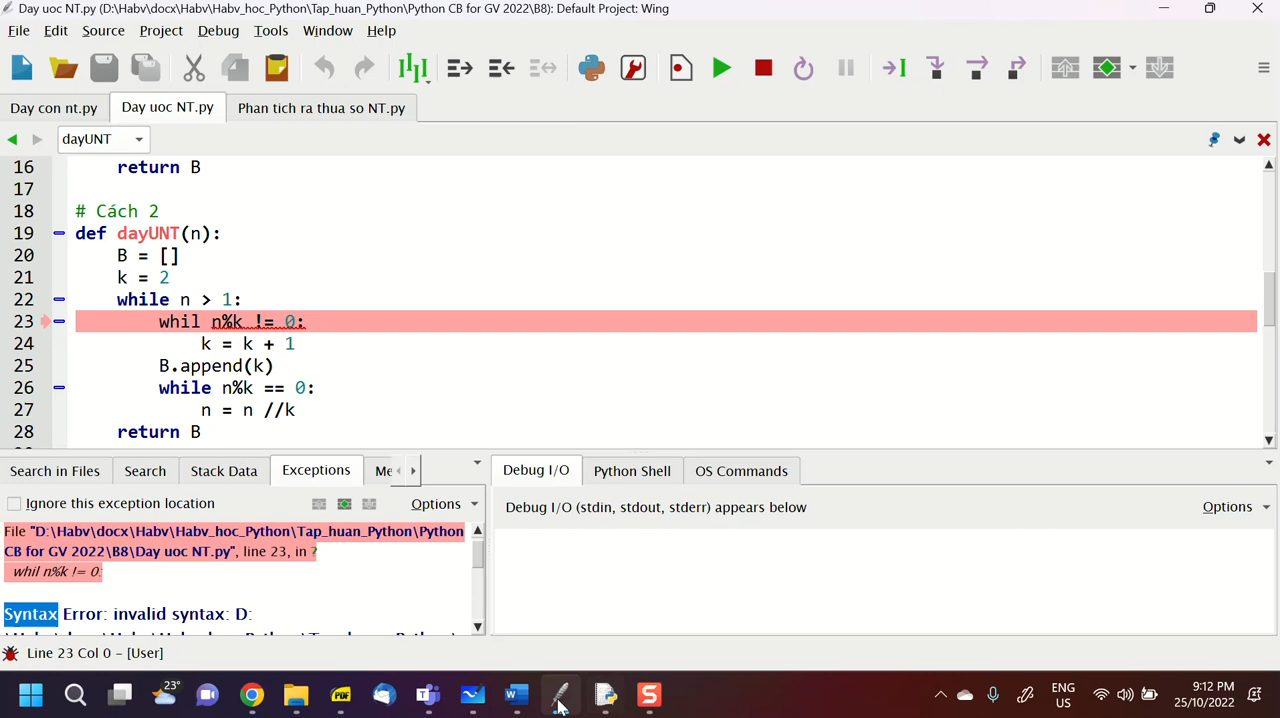 Day uoc NT.py (D:\Habv\docx\Habv\Habv_hoc_Python\Tap_huan_Python\Python CB for GV 2022\B8): Default Project: Wing
File Edit Source Project Debug Tools Window Help
Day con nt.py Day uoc NT.py Phan tich ra thua so NT.py
dayUNT
16 return B
17
18 # Cách 2
19 def dayUNT(n):
20 B = []
21 k = 2
22 while n > 1:
23 whil n%k != 0:
24 k = k + 1
25 B.append(k)
26 while n%k == 0:
27 n = n //k
28 return B
Search in Files Search Stack Data Exceptions Me Debug I/O Python Shell OS Commands
Ignore this exception location Options Debug I/O (stdin, stdout, stderr) appears below Options
File "D:\Habv\docx\Habv\Habv_hoc_Python\Tap_huan_Python\Python
CB for GV 2022\B8\Day uoc NT.py", line 23, in ?
whil n%k != 0:
Syntax Error: invalid syntax: D:
Line 23 Col 0 - [User]
23° PDF ENG 9:12 PM
US 25/10/2022